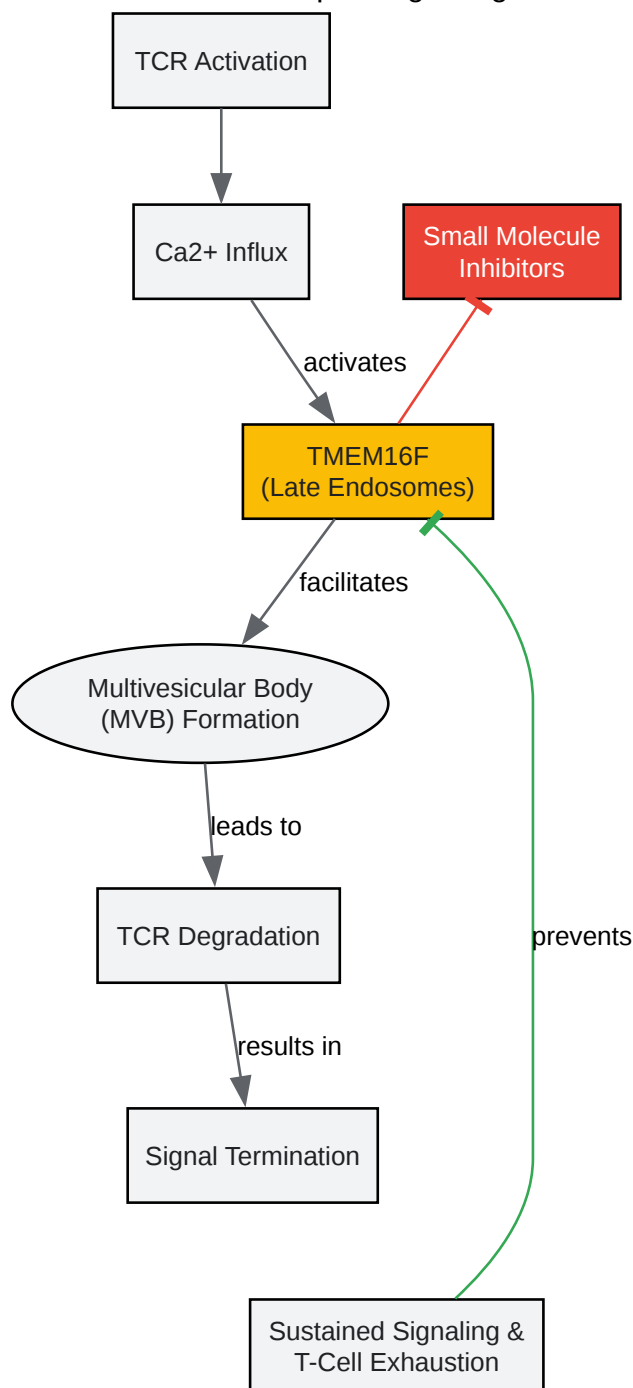 TCR Activation
Ca2+ Influx
Small Molecule
Inhibitors
activates
TMEM16F
(Late Endosomes)
facilitates
Multivesicular Body
(MVB) Formation
leads to
TCR Degradation
prevents
results in
Signal Termination
Sustained Signaling &
T-Cell Exhaustion